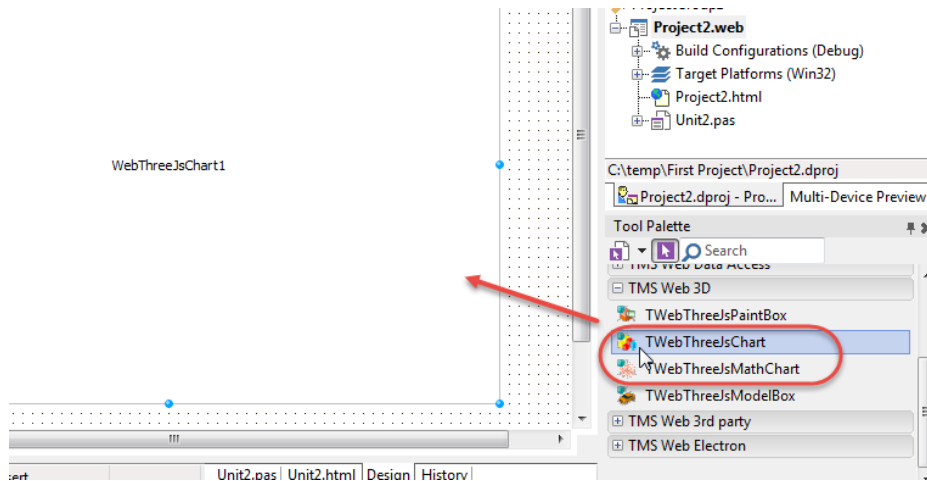 Project2.web
Build Configurations (Debug)
Target Platforms (Win32)
Project2.html
Unit2.pas
WebThreeJsChart1
C:\temp\First Project\Project2.dproj
Project2.dproj - Pro... Multi-Device Preview
Tool Palette
Search
TMS Web Data Access
TMS Web 3D
TWebThreeJsPaintBox
TWebThreeJsChart
TWebThreeJsMathChart
TWebThreeJsModelBox
TMS Web 3rd party
TMS Web Electron
Unit2.pas Unit2.html Design History